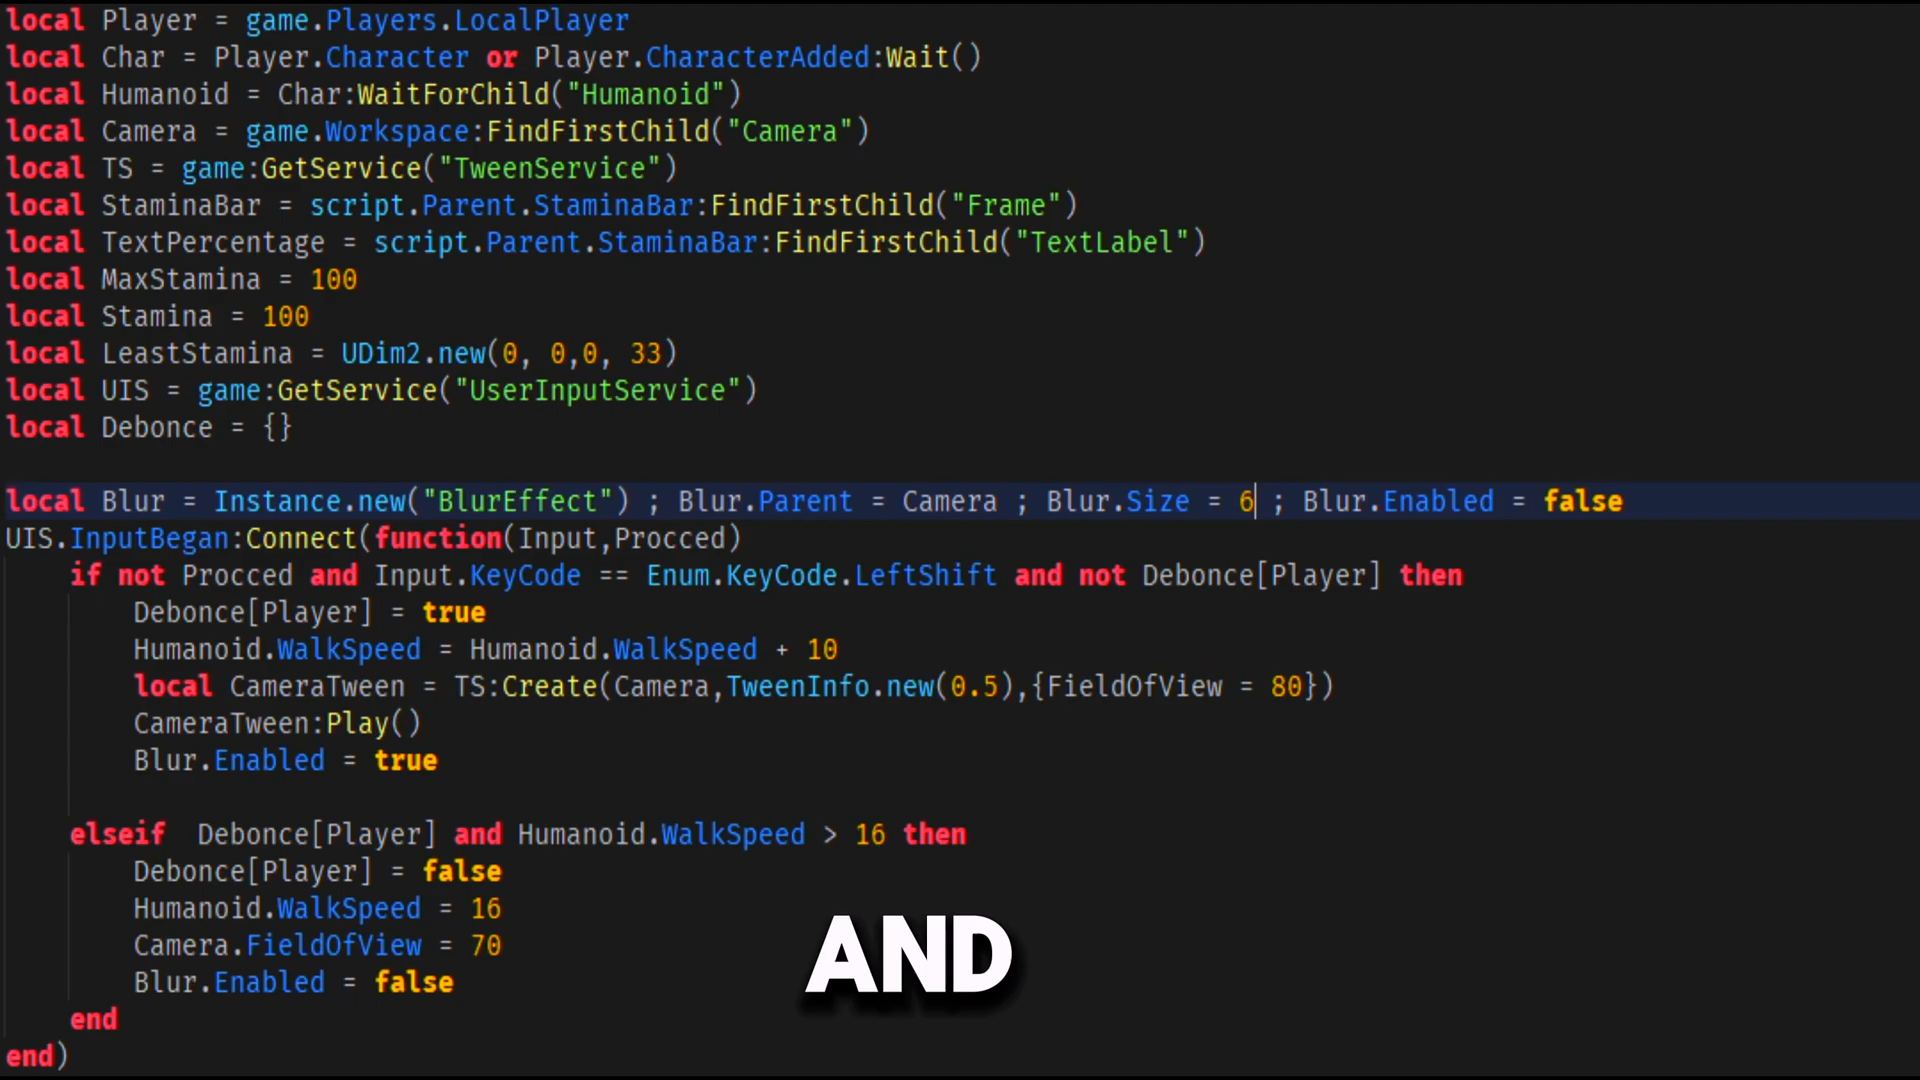 local Player = game.Players.LocalPlayer
local Char = Player.Character or Player.CharacterAdded:Wait()
local Humanoid = Char:WaitForChild("Humanoid")
local Camera = game.Workspace:FindFirstChild("Camera")
local TS = game:GetService("TweenService")
local StaminaBar = script.Parent.StaminaBar:FindFirstChild("Frame")
local TextPercentage = script.Parent.StaminaBar:FindFirstChild("TextLabel")
local MaxStamina = 100
local Stamina = 100
local LeastStamina = UDim2.new(0, 0,0, 33)
local UIS = game:GetService("UserInputService")
local Debonce = {}
local Blur = Instance.new("BlurEffect") ; Blur.Parent = Camera ; Blur.Size = 6 ; Blur.Enabled = false
UIS.InputBegan:Connect(function(Input,Procced)
    if not Procced and Input.KeyCode == Enum.KeyCode.LeftShift and not Debonce[Player] then
        Debonce[Player] = true
        Humanoid.WalkSpeed = Humanoid.WalkSpeed + 10
        local CameraTween = TS:Create(Camera,TweenInfo.new(0.5),{FieldOfView = 80})
        CameraTween:Play()
        Blur.Enabled = true
    elseif  Debonce[Player] and Humanoid.WalkSpeed > 16 then
        Debonce[Player] = false
        Humanoid.WalkSpeed = 16
        Camera.FieldOfView = 70
        Blur.Enabled = false
    end
end)
AND